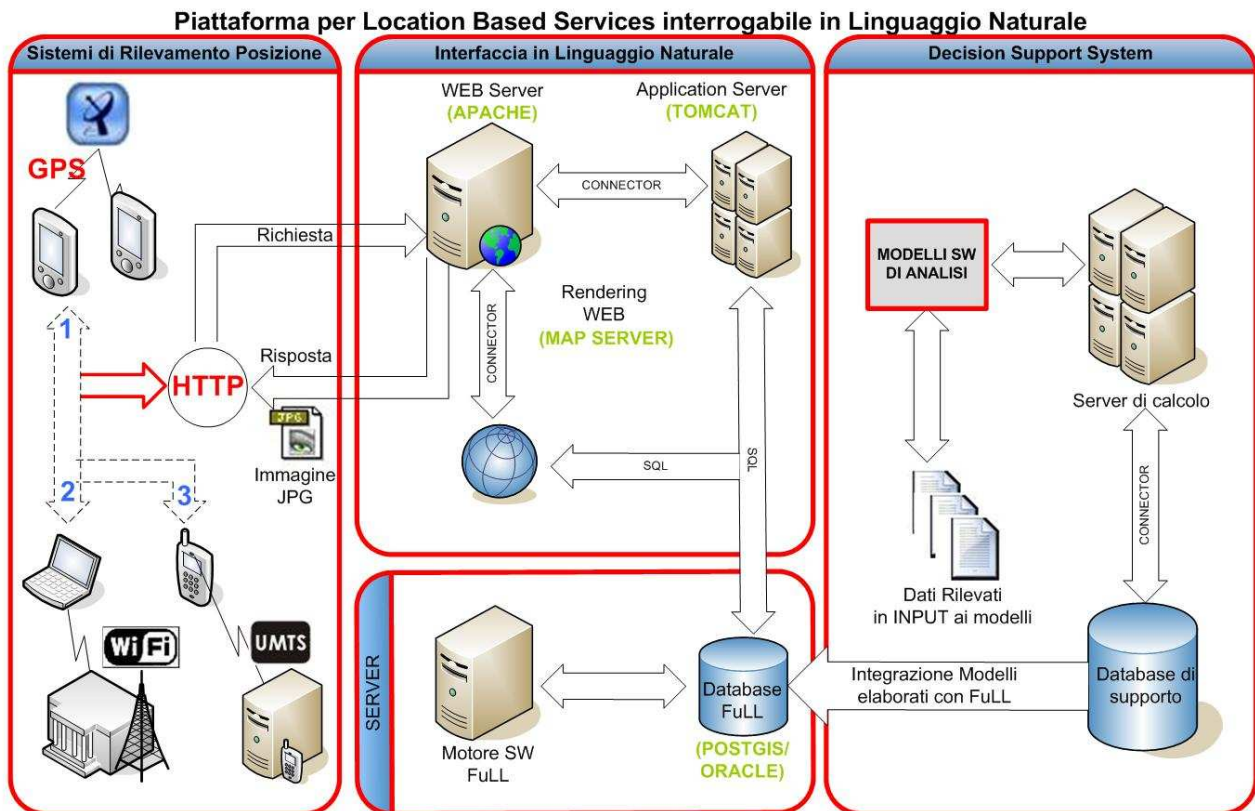 Piattaforma per Location Based Services interrogabile in Linguaggio Naturale
Sistemi di Rilevamento Posizione
GPS
1
Richiesta
HTTP
Risposta
JPG
Immagine
JPG
2
3
WiFi
UMTS
Interfaccia in Linguaggio Naturale
WEB Server
(APACHE)
Application Server
(TOMCAT)
CONNECTOR
CONNECTOR
Rendering
WEB
(MAP SERVER)
SQL
SQL
SERVER
Motore SW
FuLL
Database
FuLL
(POSTGIS/
ORACLE)
Decision Support System
MODELLI SW
DI ANALISI
Server di calcolo
CONNECTOR
Dati Rilevati
in INPUT ai modelli
Integrazione Modelli
elaborati con FuLL
Database di
supporto